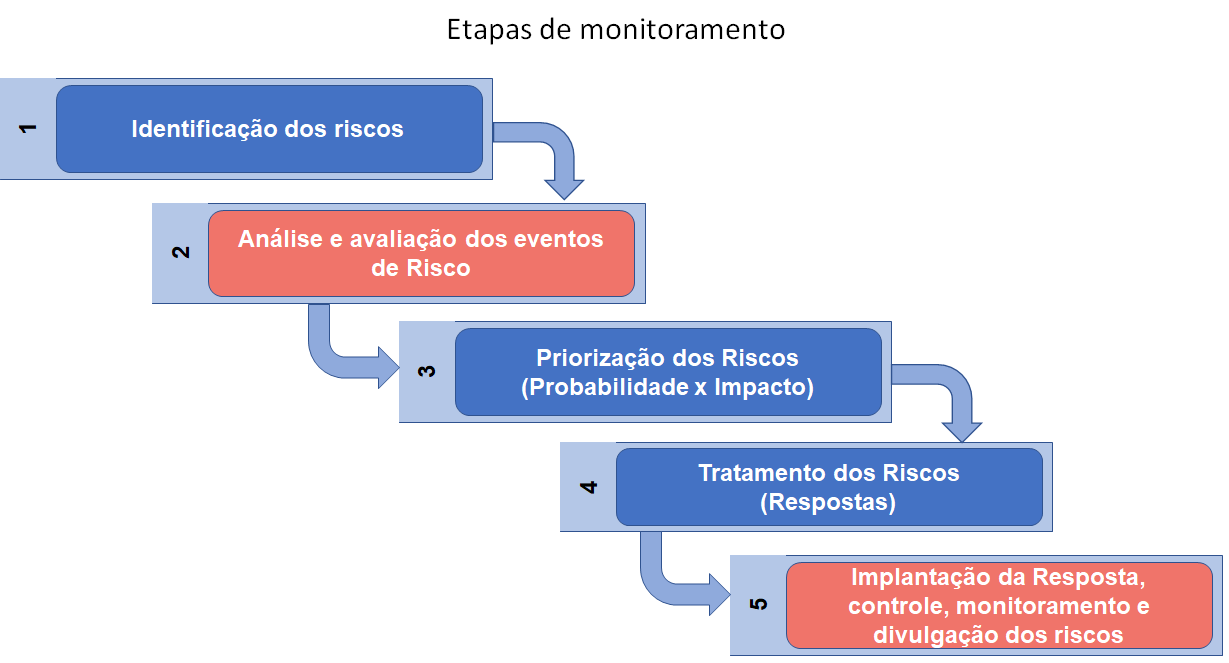 Etapas de monitoramento
1
Identificação dos riscos
2
Análise e avaliação dos eventos
de Risco
3
Priorização dos Riscos
(Probabilidade x Impacto)
4
Tratamento dos Riscos
(Respostas)
5
Implantação da Resposta,
controle, monitoramento e
divulgação dos riscos